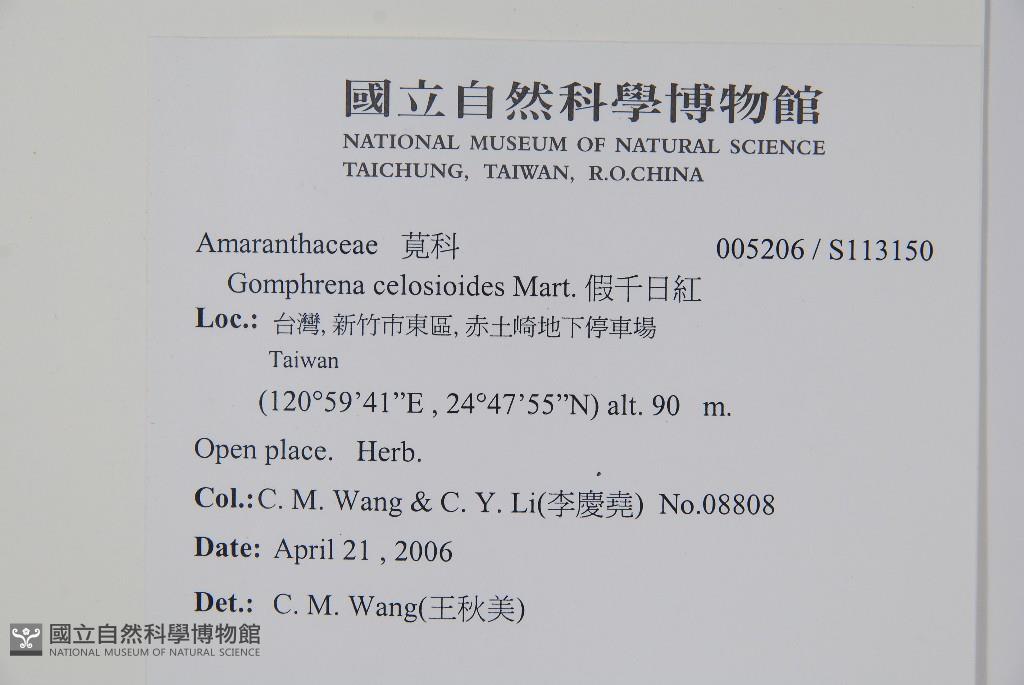 國立自然科學博物館
NATIONAL MUSEUM OF NATURAL SCIENCE
TAICHUNG, TAIWAN, R.O.CHINA
Amaranthaceae 莧科 005206 / S113150
Gomphrena celosioides Mart. 假千日紅
Loc.: 台灣, 新竹市東區, 赤土崎地下停車場
Taiwan
(120°59’41”E , 24°47’55”N) alt. 90 m.
Open place. Herb.
Col.: C. M. Wang & C. Y. Li(李慶堯) No.08808
Date: April 21 , 2006
Det.: C. M. Wang(王秋美)
國立自然科學博物館
NATIONAL MUSEUM OF NATURAL SCIENCE